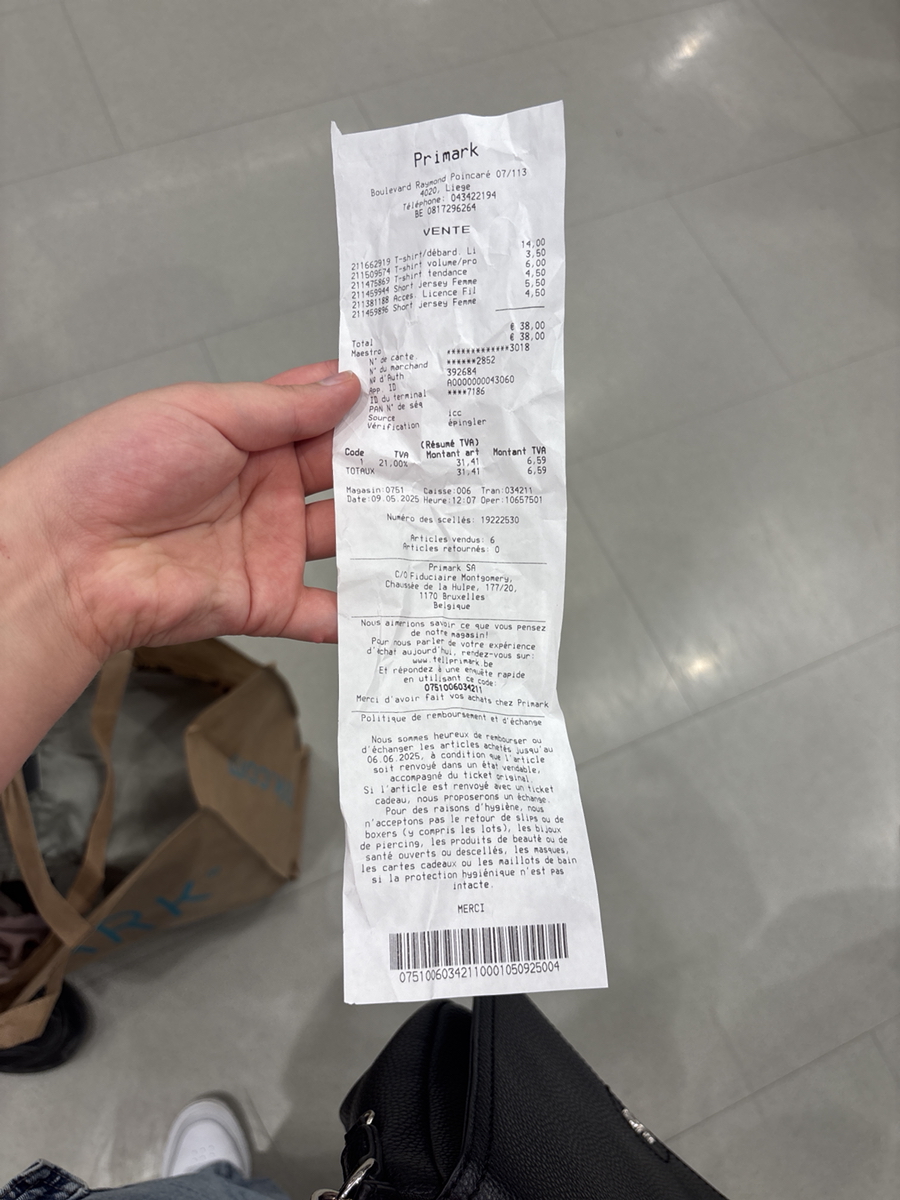 Primark
Boulevard Raymond Poincaré 07/113
4020, Liege
Téléphone: 043422194
BE 0817296264
VENTE
211662919 T-shirt/débard. Li 14,00
211509574 T-shirt volume/pro 3,50
211475869 T-shirt tendance 6,00
211459944 Short jersey Femme 4,50
211381188 Acces. Licence Fil 5,50
211459896 Short jersey Femme 4,50
Total € 38,00
Maestro € 38,00
N° de carte *************3018
N° du marchand ******2852
Nº d'Auth 392684
App. ID A0000000043060
ID du terminal ****7186
PAN N° de séq
Source icc
Vérification épingler
(Résumé TVA)
Code TVA Montant art Montant TVA
1 21.00% 31,41 6,59
TOTAUX 31,41 6,59
Magasin:0751 Caisse:006 Tran:034211
Date:09.05.2025 Heure:12:07 Oper:10657501
Numéro des scellés: 19222530
Articles vendus: 6
Articles retournés: 0
Primark SA
C/O Fiduciaire Montgomery,
Chaussée de la Hulpe, 177/20,
1170 Bruxelles
Belgique
Nous aimerions savoir ce que vous pensez
de notre magasin!
Pour nous parler de votre expérience
d'achat aujourd'hui, rendez-vous sur:
www.tellprimark.be
Et répondez à une enquête rapide
en utilisant ce code:
0751006034211
Merci d'avoir fait vos achats chez Primark
Politique de remboursement et d'échange
Nous sommes heureux de rembourser ou
d'échanger les articles achetés jusqu'au
06.06.2025, à condition que l'article
soit renvoyé dans un état vendable,
accompagné du ticket original.
Si l'article est renvoyé avec un ticket
cadeau, nous proposerons un échange.
Pour des raisons d'hygiène, nous
n'acceptons pas le retour de slips ou de
boxers (y compris les lots), les bijoux
de piercing, les produits de beauté ou de
santé ouverts ou descellés, les masques,
les cartes cadeaux ou les maillots de bain
si la protection hygiénique n'est pas
intacte.
MERCI
07510060342110001050925004
ARK